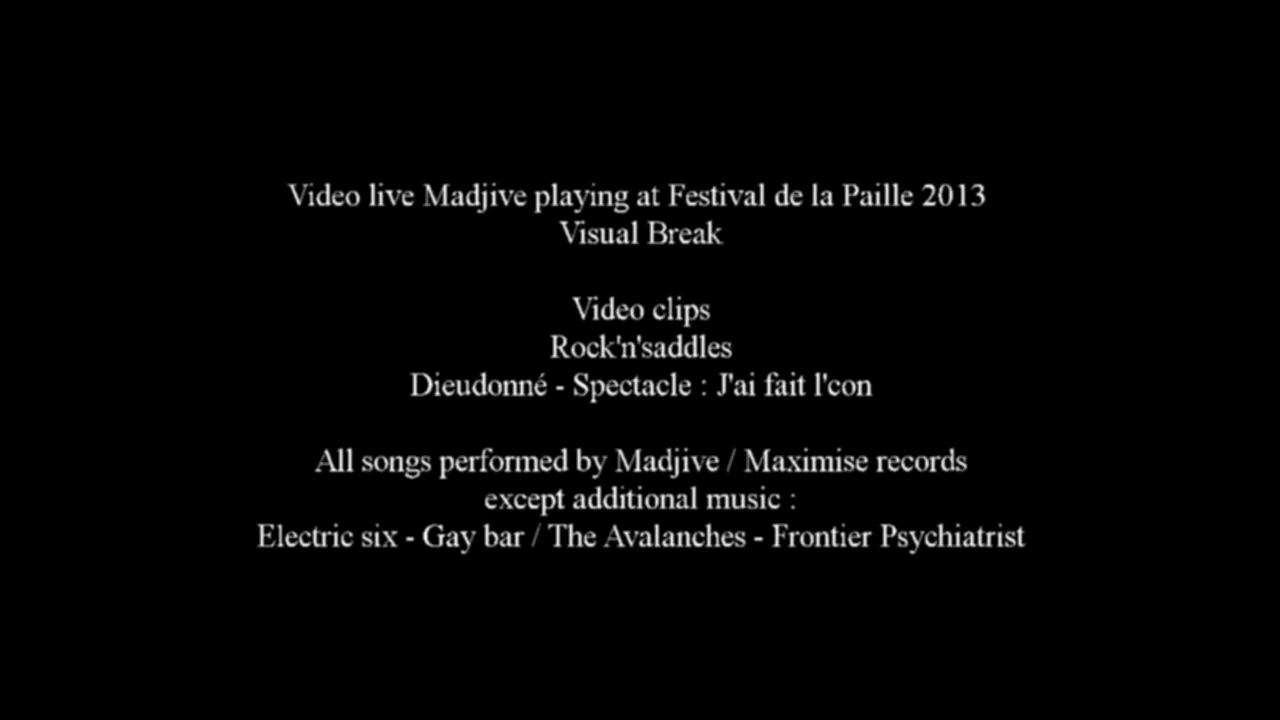 Video live Madjive playing at Festival de la Paille 2013
Visual Break
Video clips
Rock'n'saddles
Dieudonné - Spectacle : J'ai fait l'con
All songs performed by Madjive / Maximise records
except additional music :
Electric six - Gay bar / The Avalanches - Frontier Psychiatrist